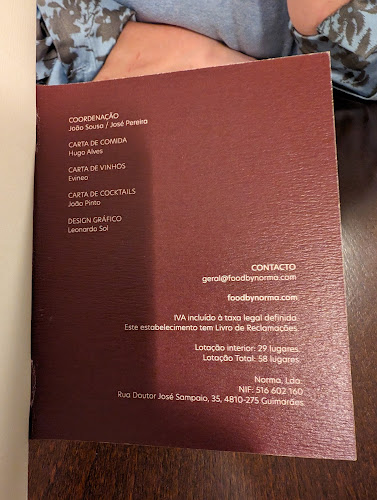 COORDENAÇÃO
João Sousa / José Pereira
CARTA DE COMIDA
Hugo Alves
CARTA DE VINHOS
Evineo
CARTA DE COCKTAILS
João Pinto
DESIGN GRÁFICO
Leonardo Sol
CONTACTO
geral@foodbynorma.com
foodbynorma.com
IVA incluído à taxa legal definida.
Este estabelecimento tem Livro de Reclamações.
Lotação interior: 29 lugares.
Lotação Total: 58 lugares.
Norma, Lda.
NIF: 516 602 160
Rua Doutor José Sampaio, 35, 4810-275 Guimarães